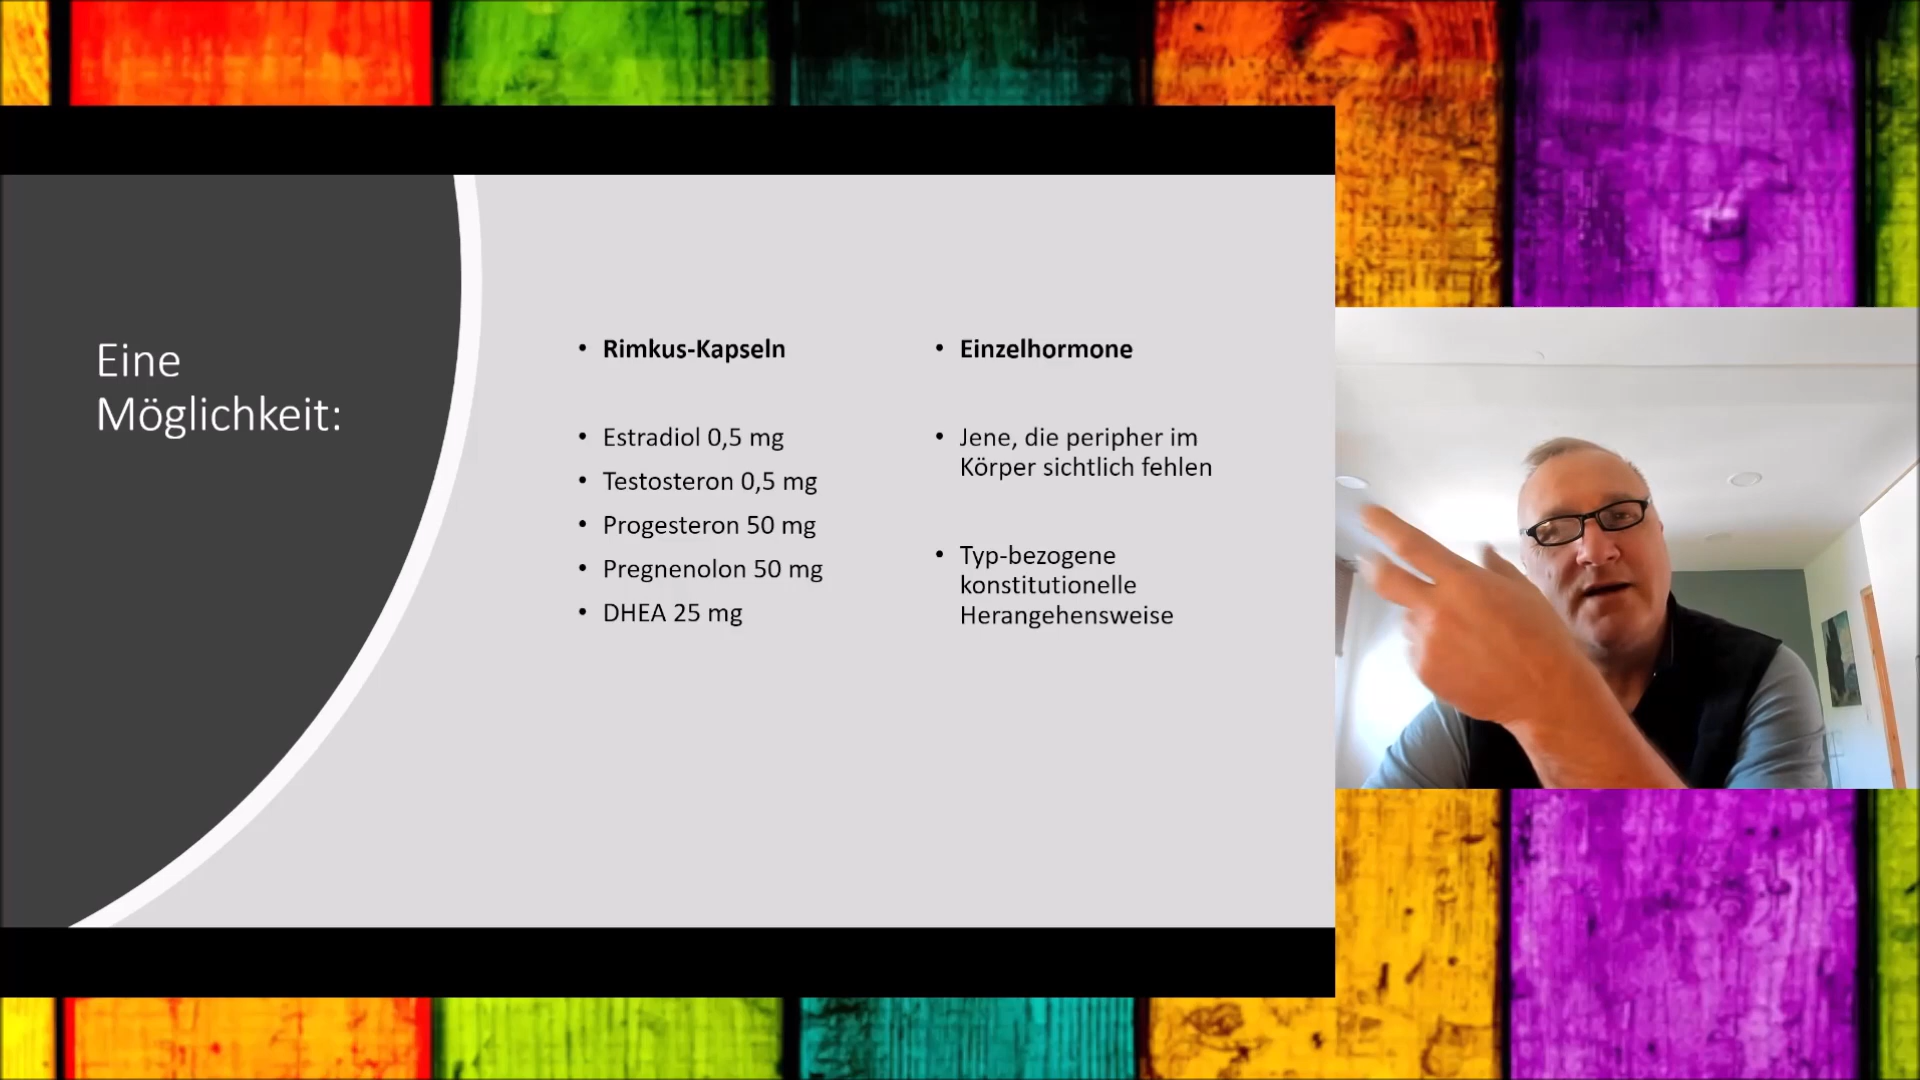 Eine
Möglichkeit:
• Rimkus-Kapseln
• Estradiol 0,5 mg
• Testosteron 0,5 mg
• Progesteron 50 mg
• Pregnenolon 50 mg
• DHEA 25 mg
• Einzelhormone
• Jene, die peripher im
Körper sichtlich fehlen
• Typ-bezogene
konstitutionelle
Herangehensweise